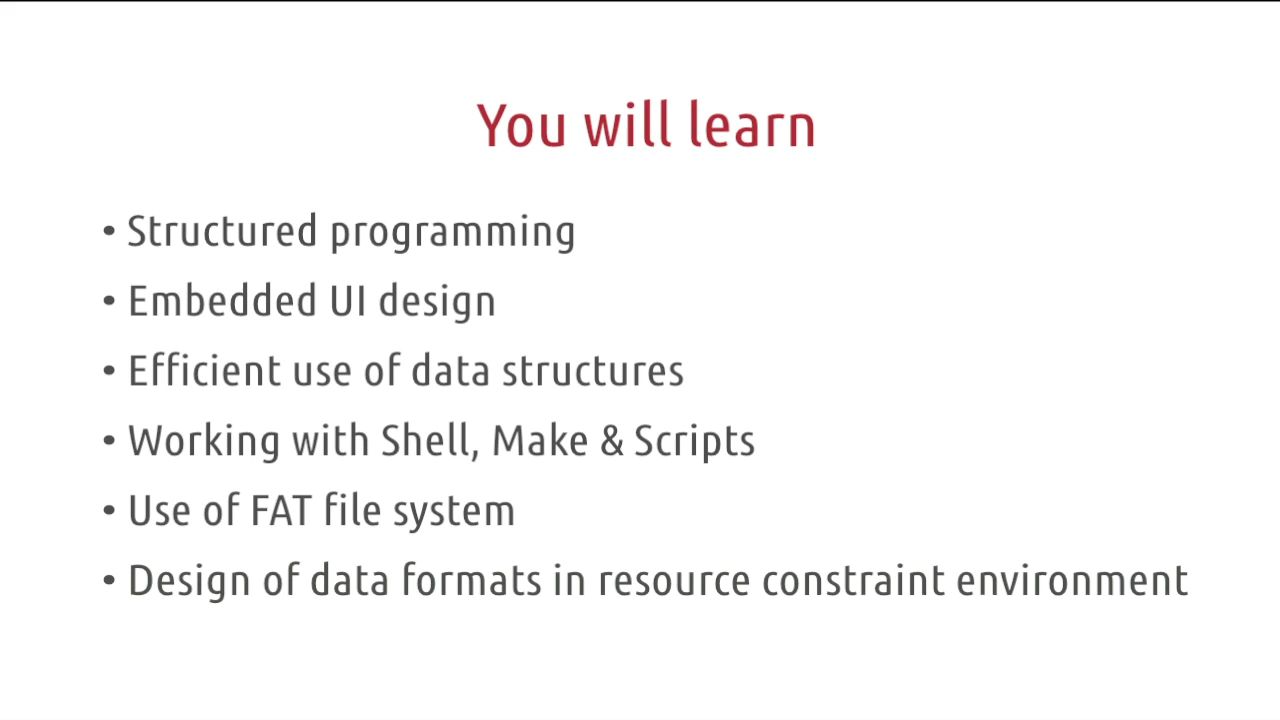 You will learn
• Structured programming
• Embedded UI design
• Efficient use of data structures
• Working with Shell, Make & Scripts
• Use of FAT file system
• Design of data formats in resource constraint environment